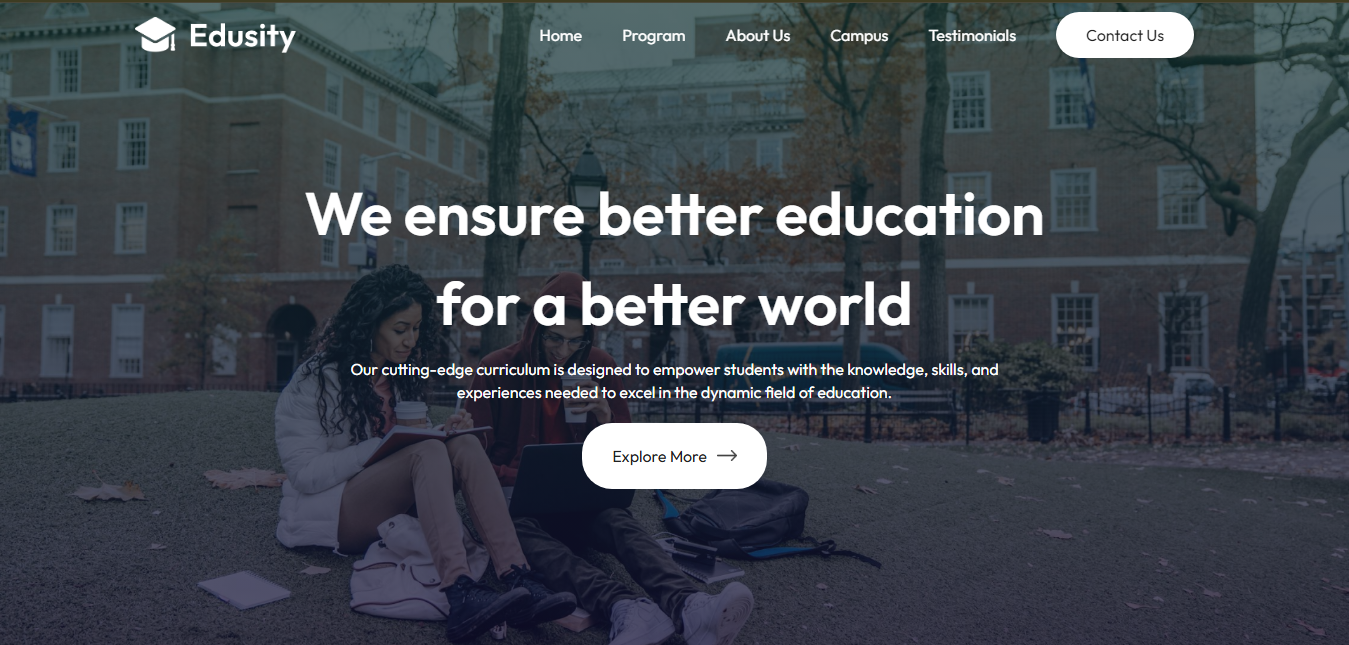 Edusity
Home
Program
About Us
Campus
Testimonials
Contact Us
We ensure better education
for a better world
Our cutting-edge curriculum is designed to empower students with the knowledge, skills, and
experiences needed to excel in the dynamic field of education.
Explore More